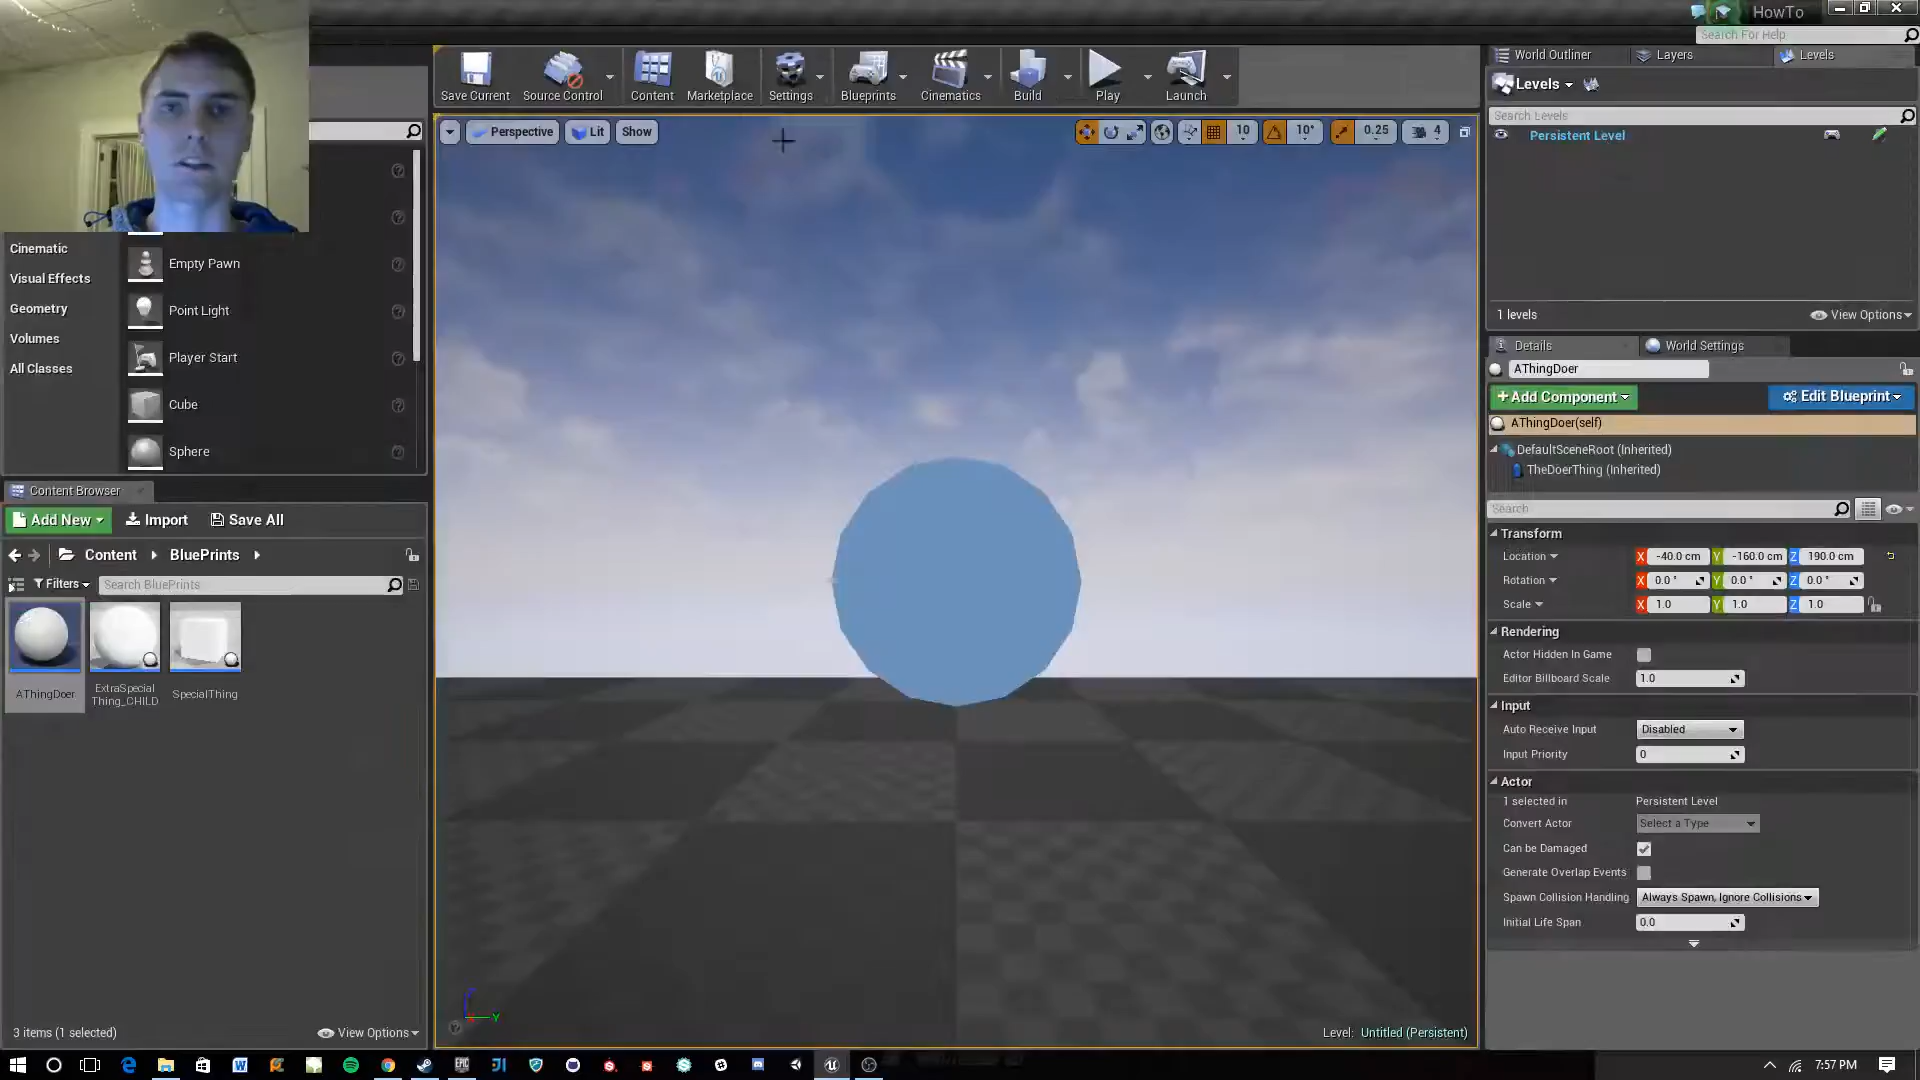 HowTo
Search For Help
Save Current
Source Control
Content
Marketplace
Settings
Blueprints
Cinematics
Build
Play
Launch
World Outliner
Layers
Levels
Levels
Search Levels
Persistent Level
1 levels
View Options
Perspective
Lit
Show
10
10°
0.25
4
Cinematic
Visual Effects
Geometry
Volumes
All Classes
Empty Pawn
Point Light
Player Start
Cube
Sphere
Content Browser
Add New
Import
Save All
Content
BluePrints
Filters
Search BluePrints
AThingDoer
ExtraSpecial
Thing_CHILD
SpecialThing
3 items (1 selected)
View Options
Level: Untitled (Persistent)
Details
World Settings
AThingDoer
+Add Component
Edit Blueprint
AThingDoer(self)
DefaultSceneRoot (Inherited)
TheDoerThing (Inherited)
Search
Transform
Location X -40.0 cm Y -160.0 cm Z 190.0 cm
Rotation X 0.0 ° Y 0.0 ° Z 0.0 °
Scale X 1.0 Y 1.0 Z 1.0
Rendering
Actor Hidden In Game
Editor Billboard Scale 1.0
Input
Auto Receive Input Disabled
Input Priority 0
Actor
1 selected in Persistent Level
Convert Actor Select a Type
Can be Damaged
Generate Overlap Events
Spawn Collision Handling Always Spawn, Ignore Collisions
Initial Life Span 0.0
7:57 PM